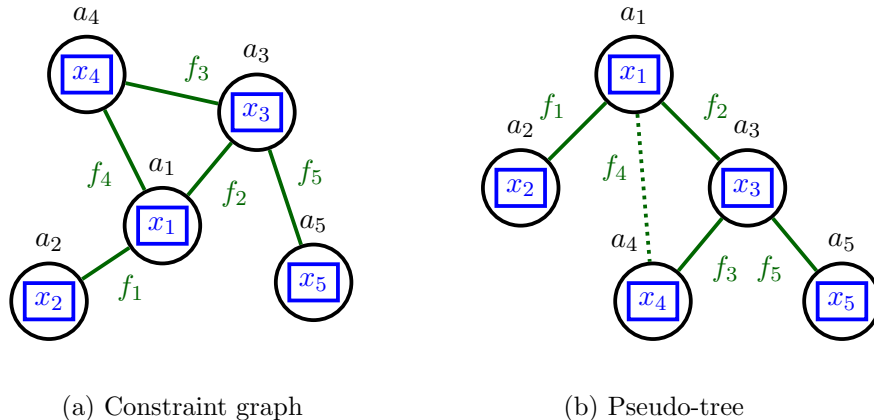 a4
a3
x4
f3
x3
a1
f4
f2
f5
a2
x1
a5
x2
f1
x5
(a) Constraint graph
a1
x1
f1
f2
a2
a3
f4
x2
x3
a4
a5
f3
f5
x4
x5
(b) Pseudo-tree